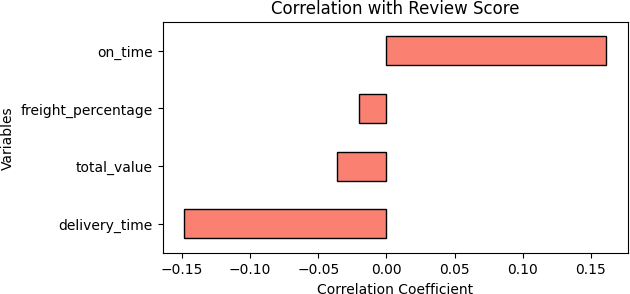 Correlation with Review Score
Variables
on_time
freight_percentage
total_value
delivery_time
−0.15 −0.10 −0.05 0.00 0.05 0.10 0.15
Correlation Coefficient